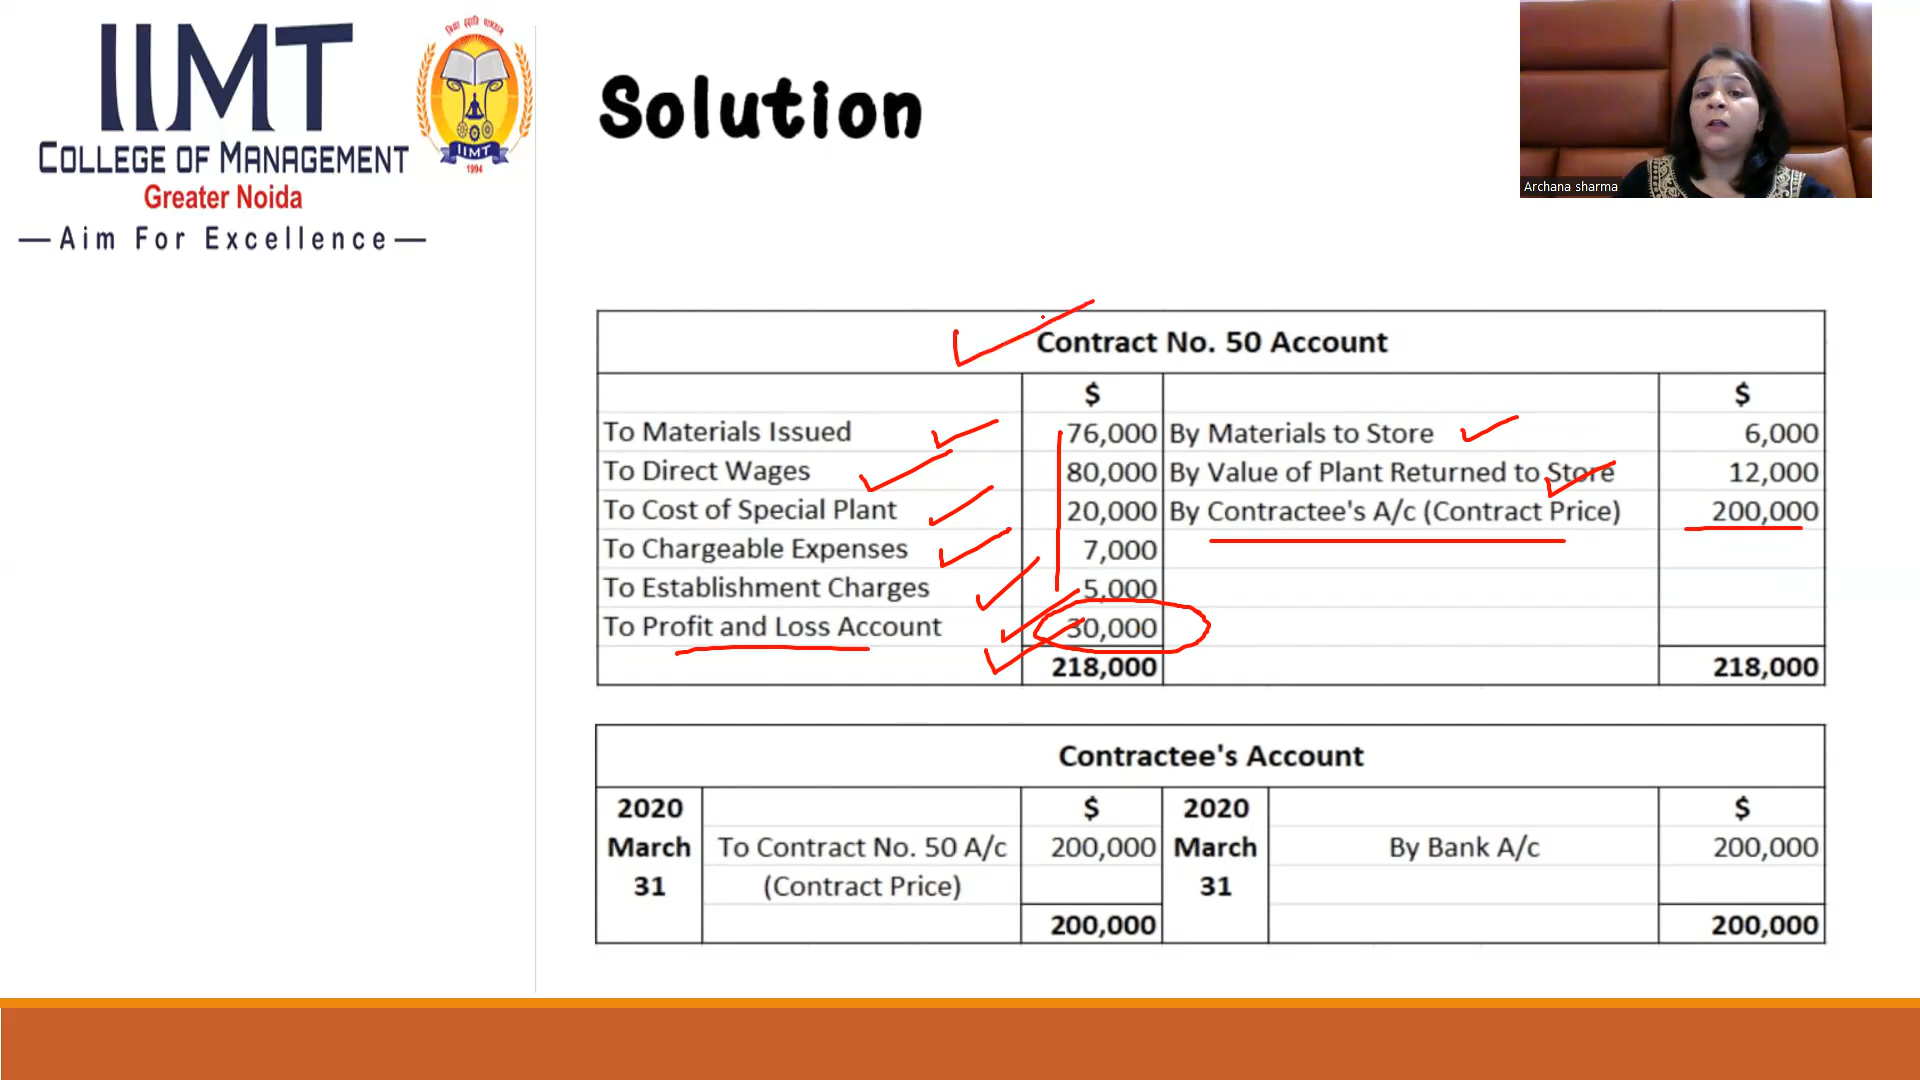 IIMT
COLLEGE OF MANAGEMENT
Greater Noida
—Aim For Excellence—
IIMT
1994
Solution
Archana sharma
Contract No. 50 Account
$ $
To Materials Issued 76,000 By Materials to Store 6,000
To Direct Wages 80,000 By Value of Plant Returned to Store 12,000
To Cost of Special Plant 20,000 By Contractee's A/c (Contract Price) 200,000
To Chargeable Expenses 7,000
To Establishment Charges 5,000
To Profit and Loss Account 30,000
218,000 218,000
Contractee's Account
2020 $ 2020 $
March To Contract No. 50 A/c 200,000 March By Bank A/c 200,000
31 (Contract Price) 31
200,000 200,000